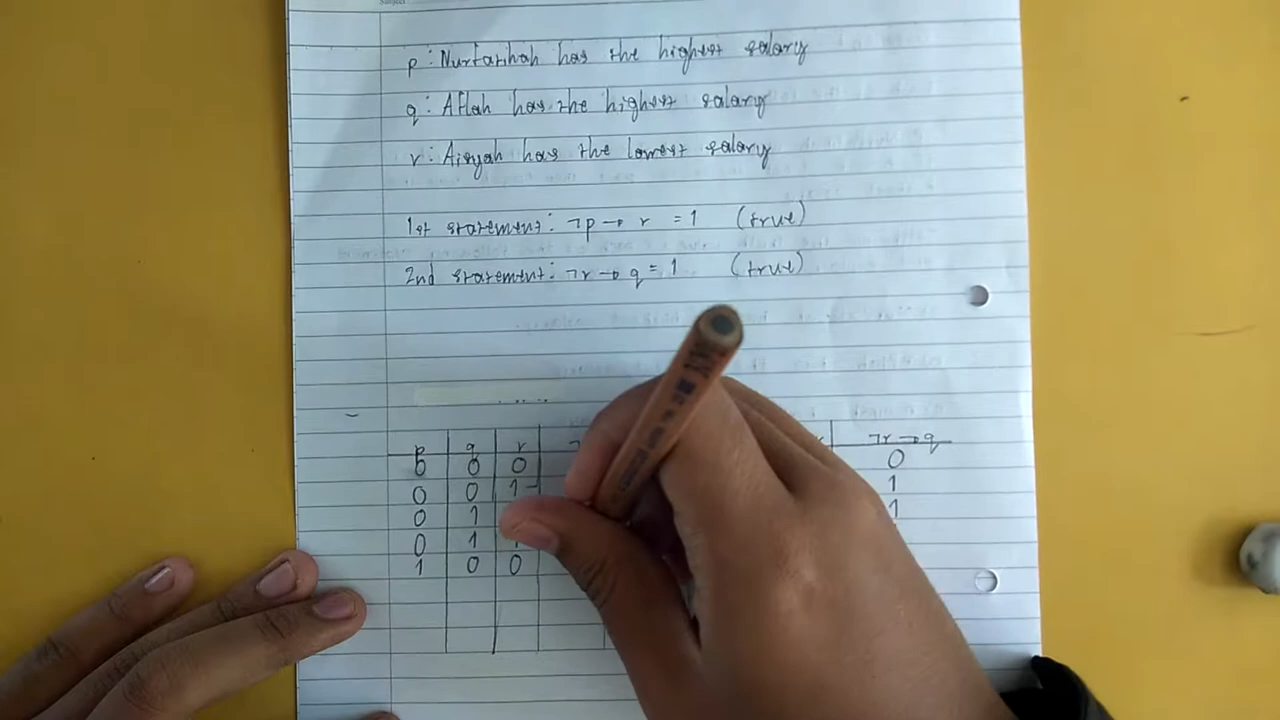 Subject
p : Nurfatihah has the highest salary
q : Aflah has the highest salary
r : Aisyah has the lowest salary
1st statement : ¬p → r = 1 (true)
2nd statement : ¬r → q = 1 (true)
p q r ¬r → q
0 0 0 0
0 0 1 1
0 1 1
0 1
1 0 0